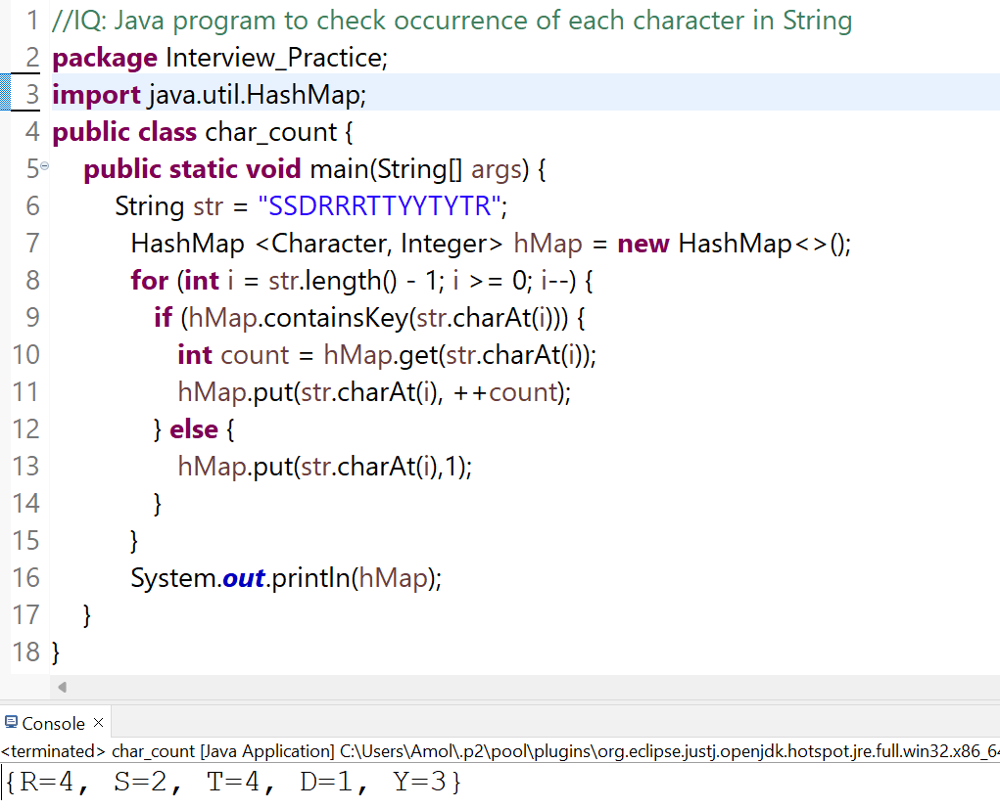 1 //IQ: Java program to check occurrence of each character in String
2 package Interview_Practice;
3 import java.util.HashMap;
4 public class char_count {
5 public static void main(String[] args) {
6 String str = "SSDRRRTTYYTYTR";
7 HashMap <Character, Integer> hMap = new HashMap<>();
8 for (int i = str.length() - 1; i >= 0; i--) {
9 if (hMap.containsKey(str.charAt(i))) {
10 int count = hMap.get(str.charAt(i));
11 hMap.put(str.charAt(i), ++count);
12 } else {
13 hMap.put(str.charAt(i),1);
14 }
15 }
16 System.out.println(hMap);
17 }
18 }
Console ×
<terminated> char_count [Java Application] C:\Users\Amol\.p2\pool\plugins\org.eclipse.justj.openjdk.hotspot.jre.full.win32.x86_64
{R=4, S=2, T=4, D=1, Y=3}